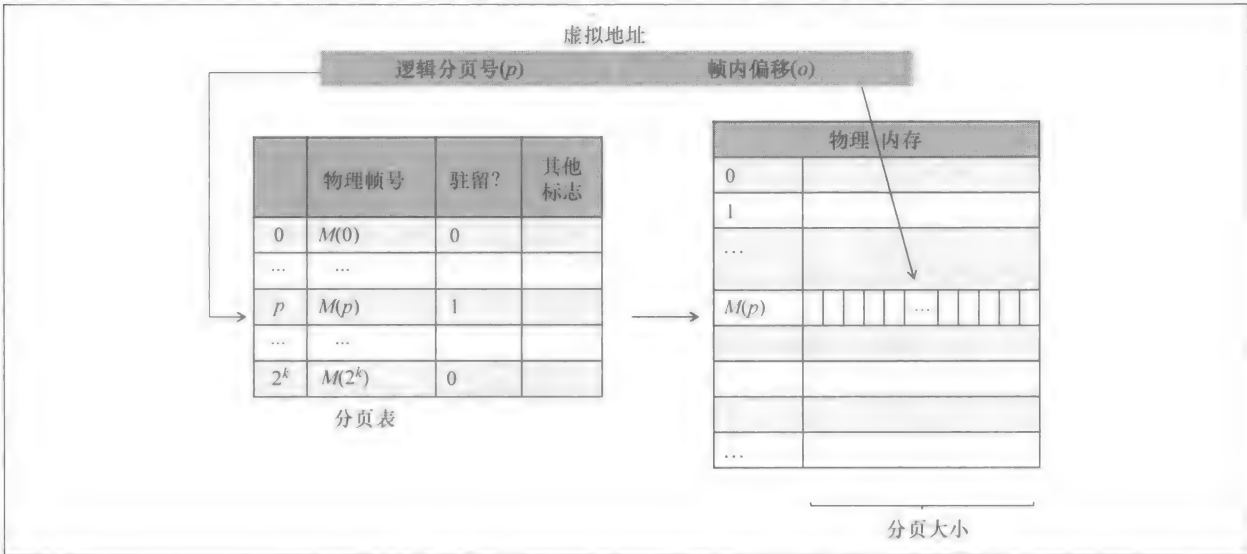 虚拟地址
逻辑分页号(p) 帧内偏移(o)
物理帧号 驻留? 其他标志
0 M(0) 0
… …
p M(p) 1
… …
2^k M(2^k) 0
分页表
物理 内存
0
1
…
M(p) …
…
分页大小